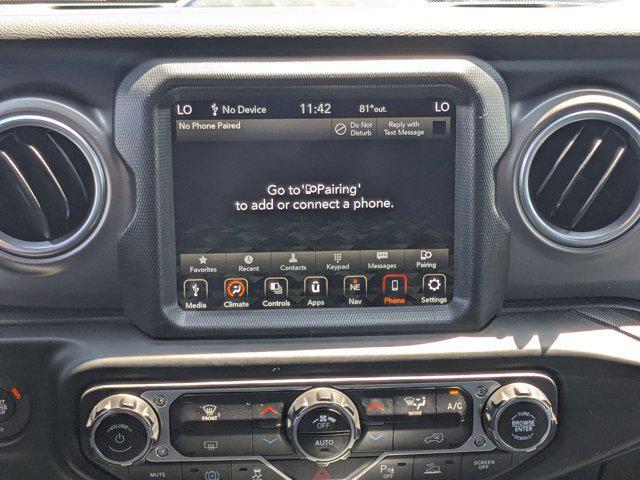 LO No Device 11:42 81°out. LO
No Phone Paired
Do Not Disturb
Reply with Text Message
Go to 'Pairing'
to add or connect a phone.
Favorites Recent Contacts Keypad Messages Pairing
NE
Media Climate Controls Apps Nav Phone Settings
FRONT
MODE
A/C
VOLUME
OFF
AUTO
TUNE
BROWSE
ENTER
SCROLL
MUTE
SCREEN OFF